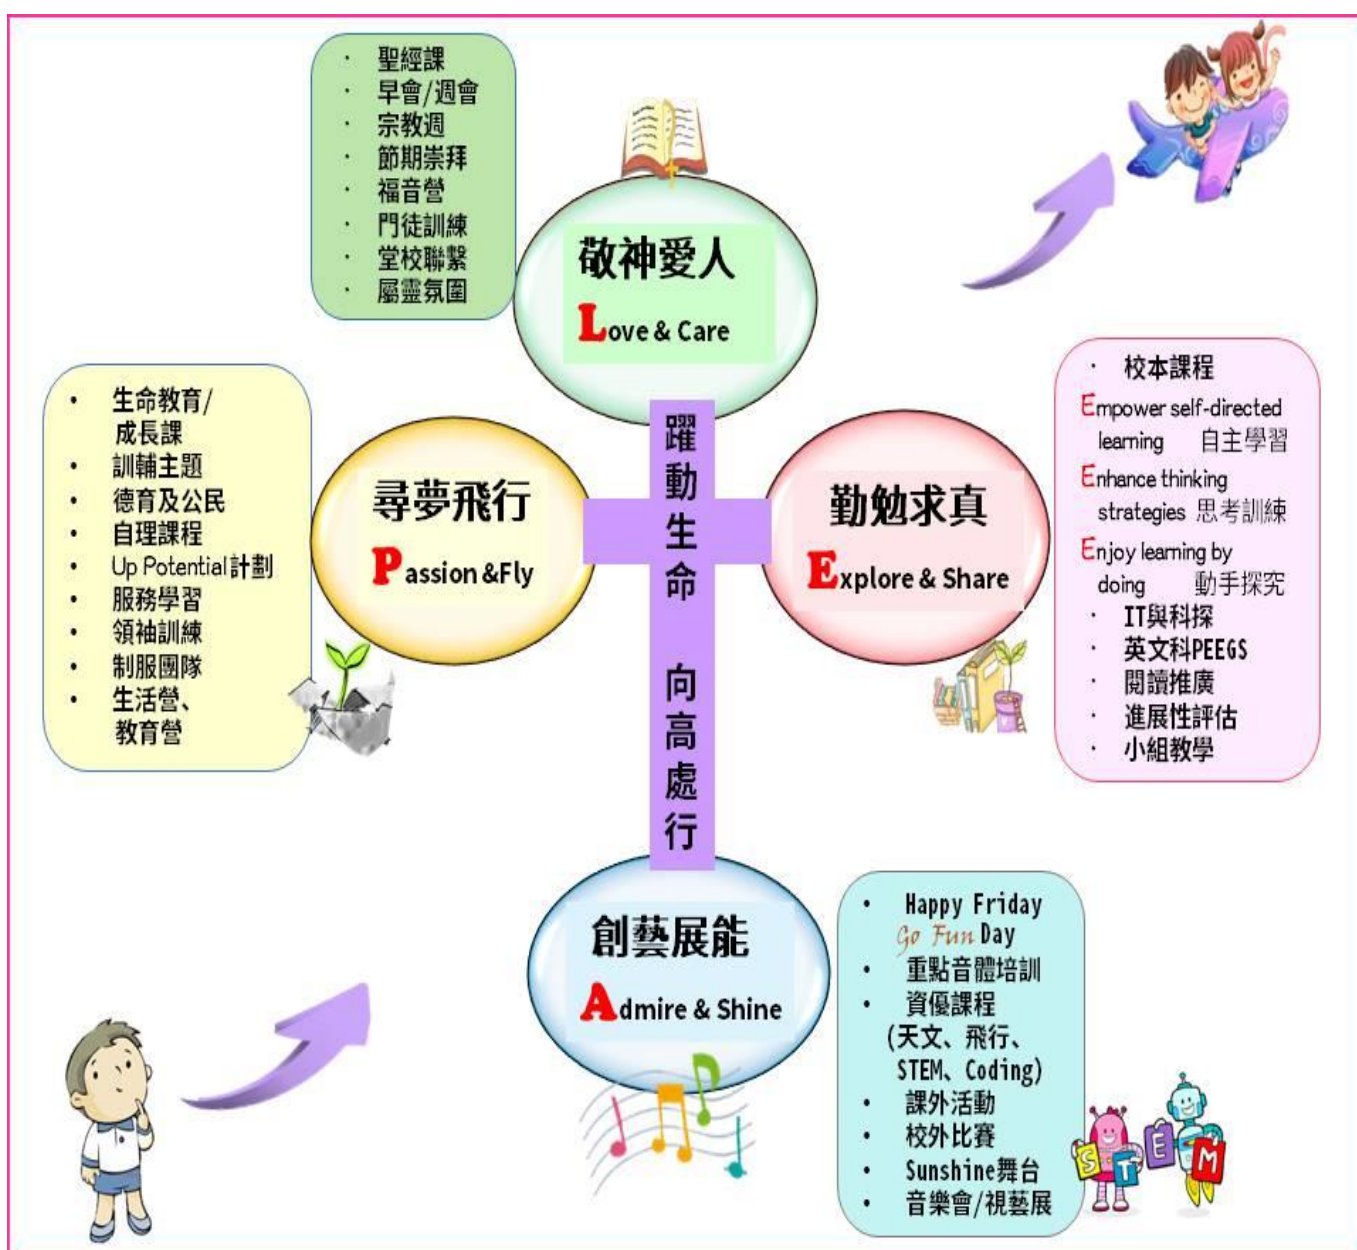 · 聖經課
· 早會/週會
· 宗教週
· 節期崇拜
· 福音營
· 門徒訓練
· 堂校聯繫
· 屬靈氛圍
敬神愛人
Love & Care
• 生命教育/
成長課
• 訓輔主題
• 德育及公民
• 自理課程
• Up Potential計劃
• 服務學習
• 領袖訓練
• 制服團隊
• 生活營、
教育營
尋夢飛行
Passion &Fly
躍動生命 向高處行
勤勉求真
Explore & Share
· 校本課程
Empower self-directed
learning 自主學習
Enhance thinking
strategies 思考訓練
Enjoy learning by
doing 動手探究
· IT與科探
· 英文科PEEGS
· 閱讀推廣
· 進展性評估
· 小組教學
創藝展能
Admire & Shine
• Happy Friday
Go Fun Day
• 重點音體培訓
• 資優課程
(天文、飛行、
STEM、Coding)
• 課外活動
• 校外比賽
• Sunshine舞台
• 音樂會/視藝展
STEM